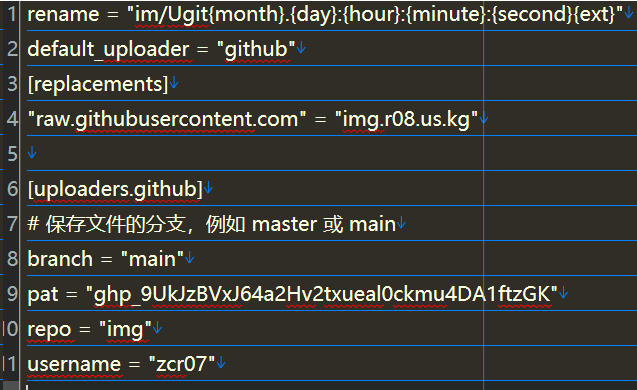 1 rename = "im/Ugit{month}.{day}:{hour}:{minute}:{second}{ext}"
2 default_uploader = "github"
3 [replacements]
4 "raw.githubusercontent.com" = "img.r08.us.kg"
5
6 [uploaders.github]
7 # 保存文件的分支，例如 master 或 main
8 branch = "main"
9 pat = "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"
10 repo = "img"
11 username = "zcr07"